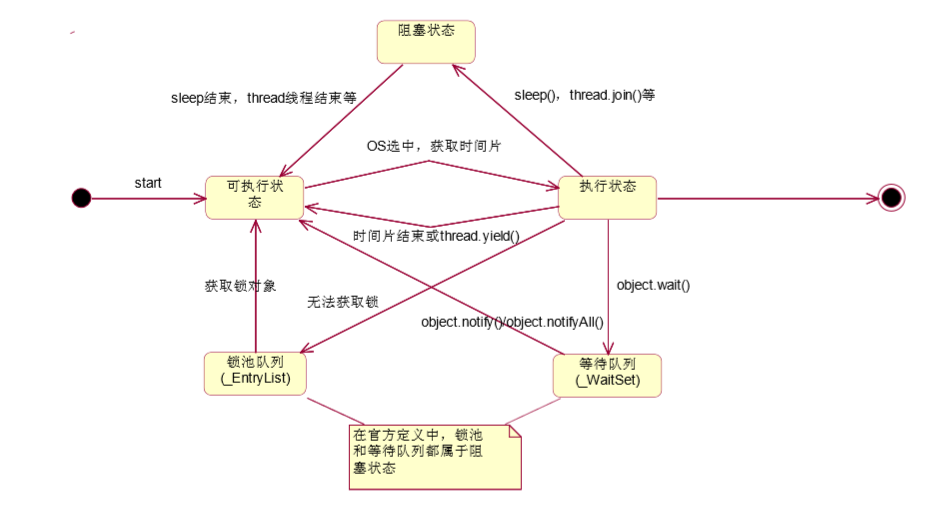 阻塞状态
sleep结束，thread线程结束等
sleep(), thread.join()等
OS选中，获取时间片
start
可执行状
态
执行状态
时间片结束或thread.yield()
获取锁对象
无法获取锁
object.wait()
object.notify()/object.notifyAll()
锁池队列
(_EntryList)
等待队列
(_WaitSet)
在官方定义中，锁池
和等待队列都属于阻
塞状态